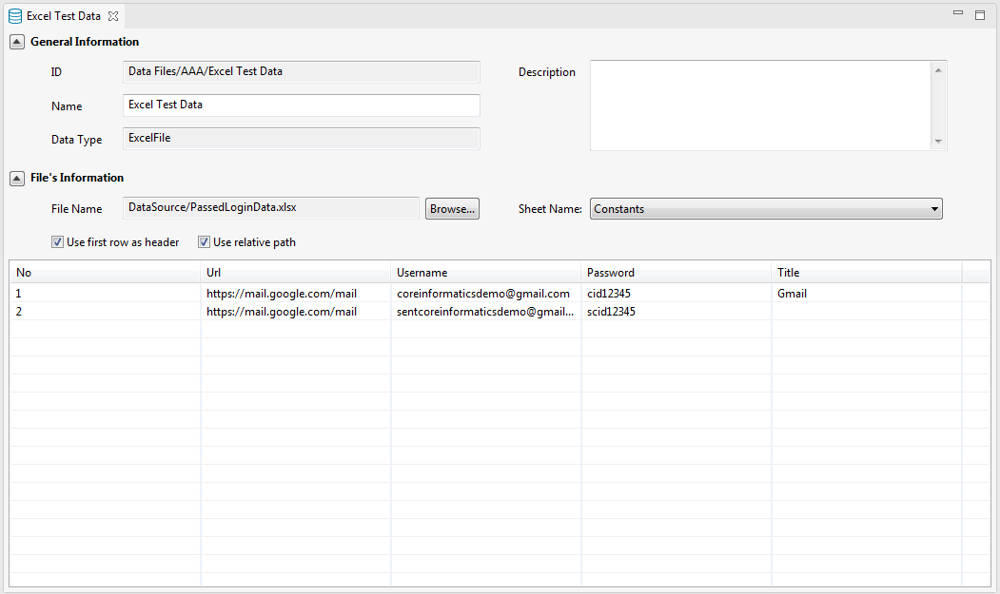 Excel Test Data
General Information
ID Data Files/AAA/Excel Test Data Description
Name Excel Test Data
Data Type ExcelFile
File's Information
File Name DataSource/PassedLoginData.xlsx Browse... Sheet Name: Constants
Use first row as header Use relative path
No Url Username Password Title
1 https://mail.google.com/mail coreinformaticsdemo@gmail.com cid12345 Gmail
2 https://mail.google.com/mail sentcoreinformaticsdemo@gmail... scid12345